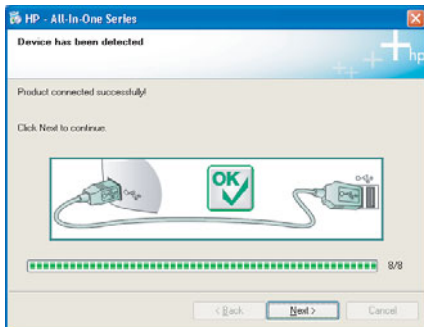 HP - All-In-One Series
Device has been detected
hp
Product connected successfully!
Click Next to continue.
OK
8/8
< Back
Next >
Cancel